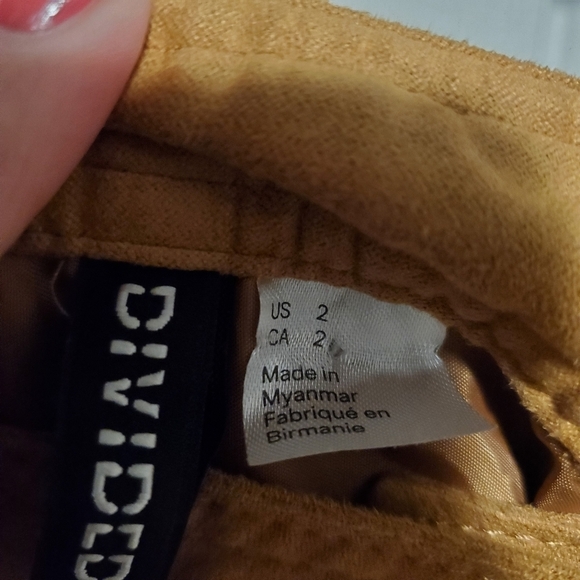 DIVIDED
US 2
CA 2
Made in
Myanmar
Fabriqué en
Birmanie